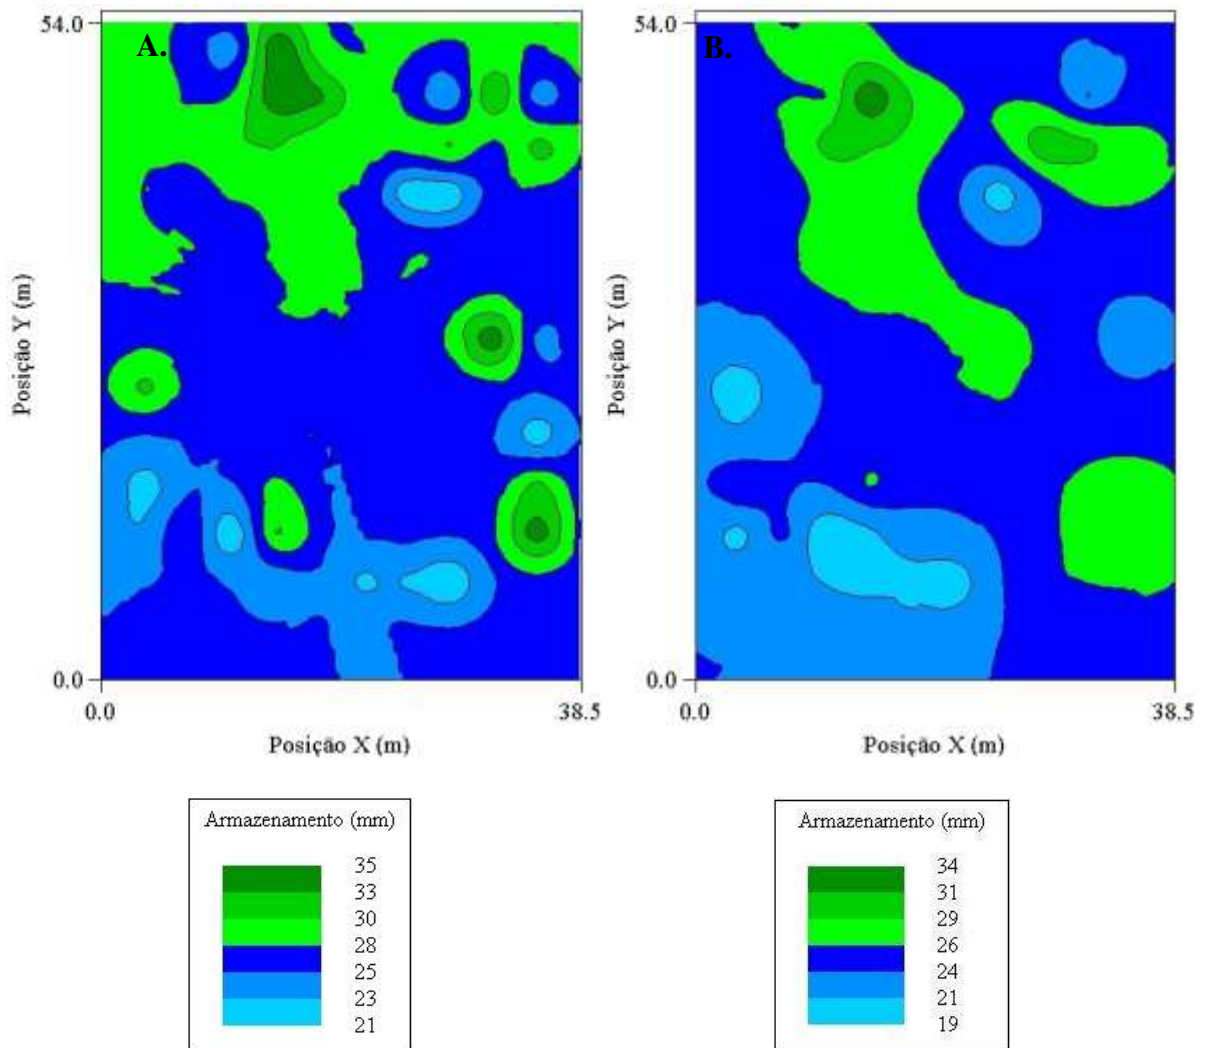 54.0
A.
54.0
B.
Posição Y (m)
Posição Y (m)
0.0
0.0
0.0
38.5
0.0
38.5
Posição X (m)
Posição X (m)
Armazenamento (mm)
35
33
30
28
25
23
21
Armazenamento (mm)
34
31
29
26
24
21
19